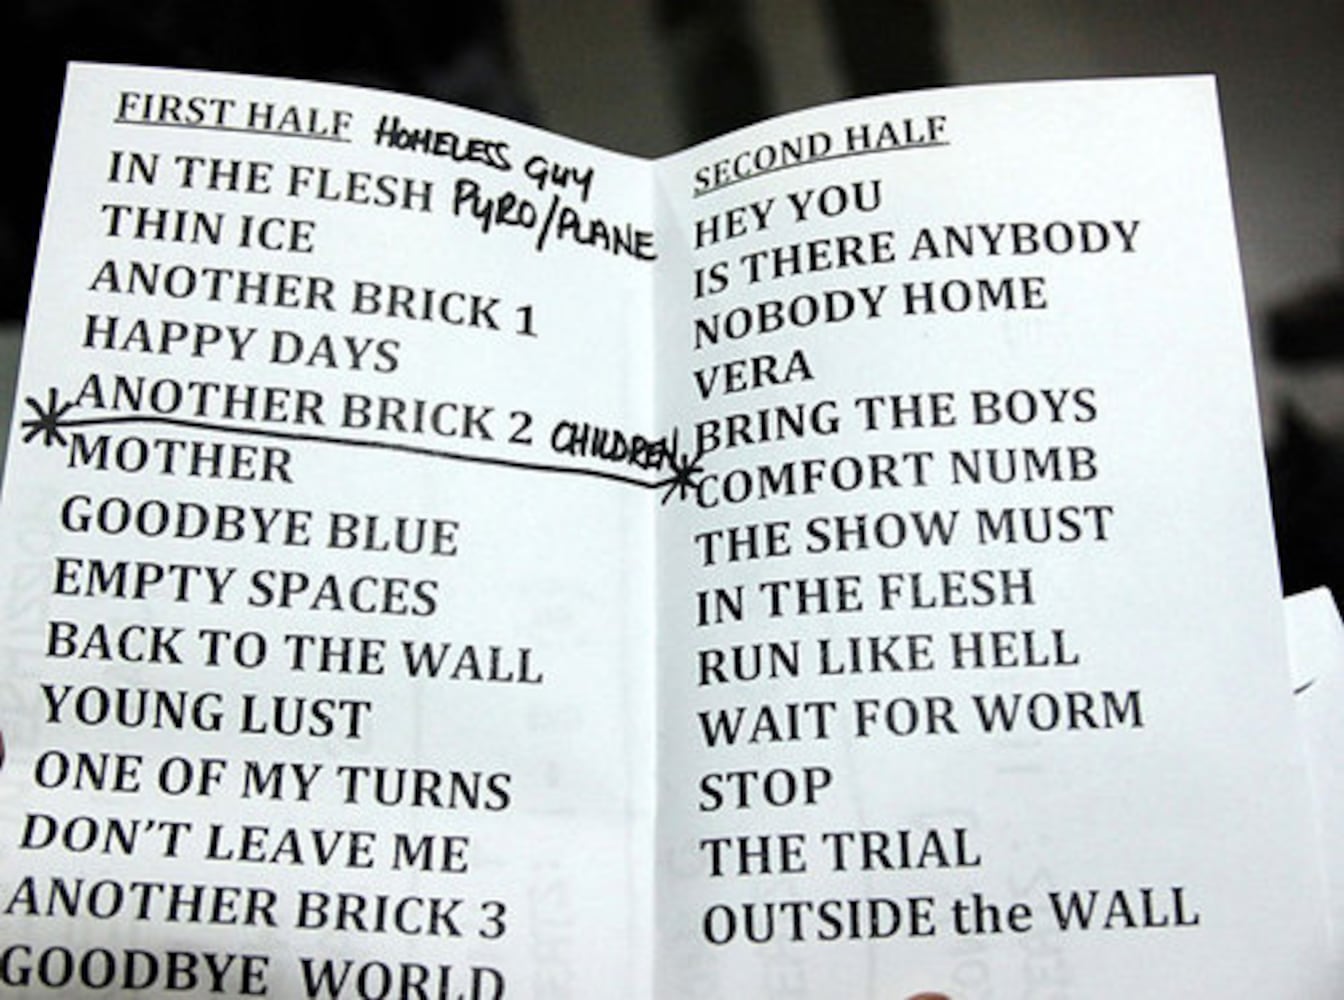 FIRST HALF HOMELESS GUY
IN THE FLESH PYRO/PLANE
THIN ICE
ANOTHER BRICK 1
HAPPY DAYS
ANOTHER BRICK 2 CHILDREN
MOTHER
GOODBYE BLUE
EMPTY SPACES
BACK TO THE WALL
YOUNG LUST
ONE OF MY TURNS
DON'T LEAVE ME
ANOTHER BRICK 3
GOODBYE WORLD
SECOND HALF
HEY YOU
IS THERE ANYBODY
NOBODY HOME
VERA
BRING THE BOYS
COMFORT NUMB
THE SHOW MUST
IN THE FLESH
RUN LIKE HELL
WAIT FOR WORM
STOP
THE TRIAL
OUTSIDE the WALL